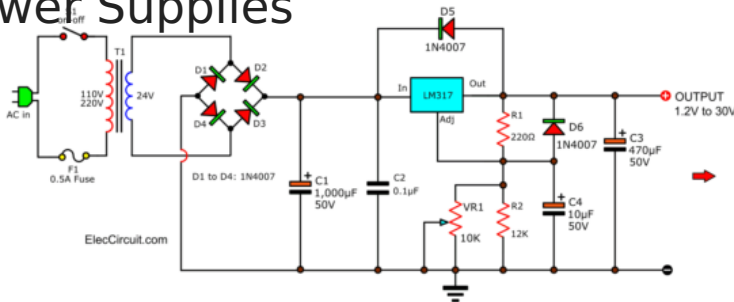 wer Supplies
S1
on-off
T1
AC in
110V
220V
24V
F1
0.5A Fuse
D1
D2
D4
D3
D1 to D4: 1N4007
ElecCircuit.com
C1
1,000µF
50V
C2
0.1µF
D5
1N4007
In
LM317
Out
Adj
R1
220Ω
D6
1N4007
VR1
10K
R2
12K
C4
10µF
50V
C3
470µF
50V
OUTPUT
1.2V to 30V